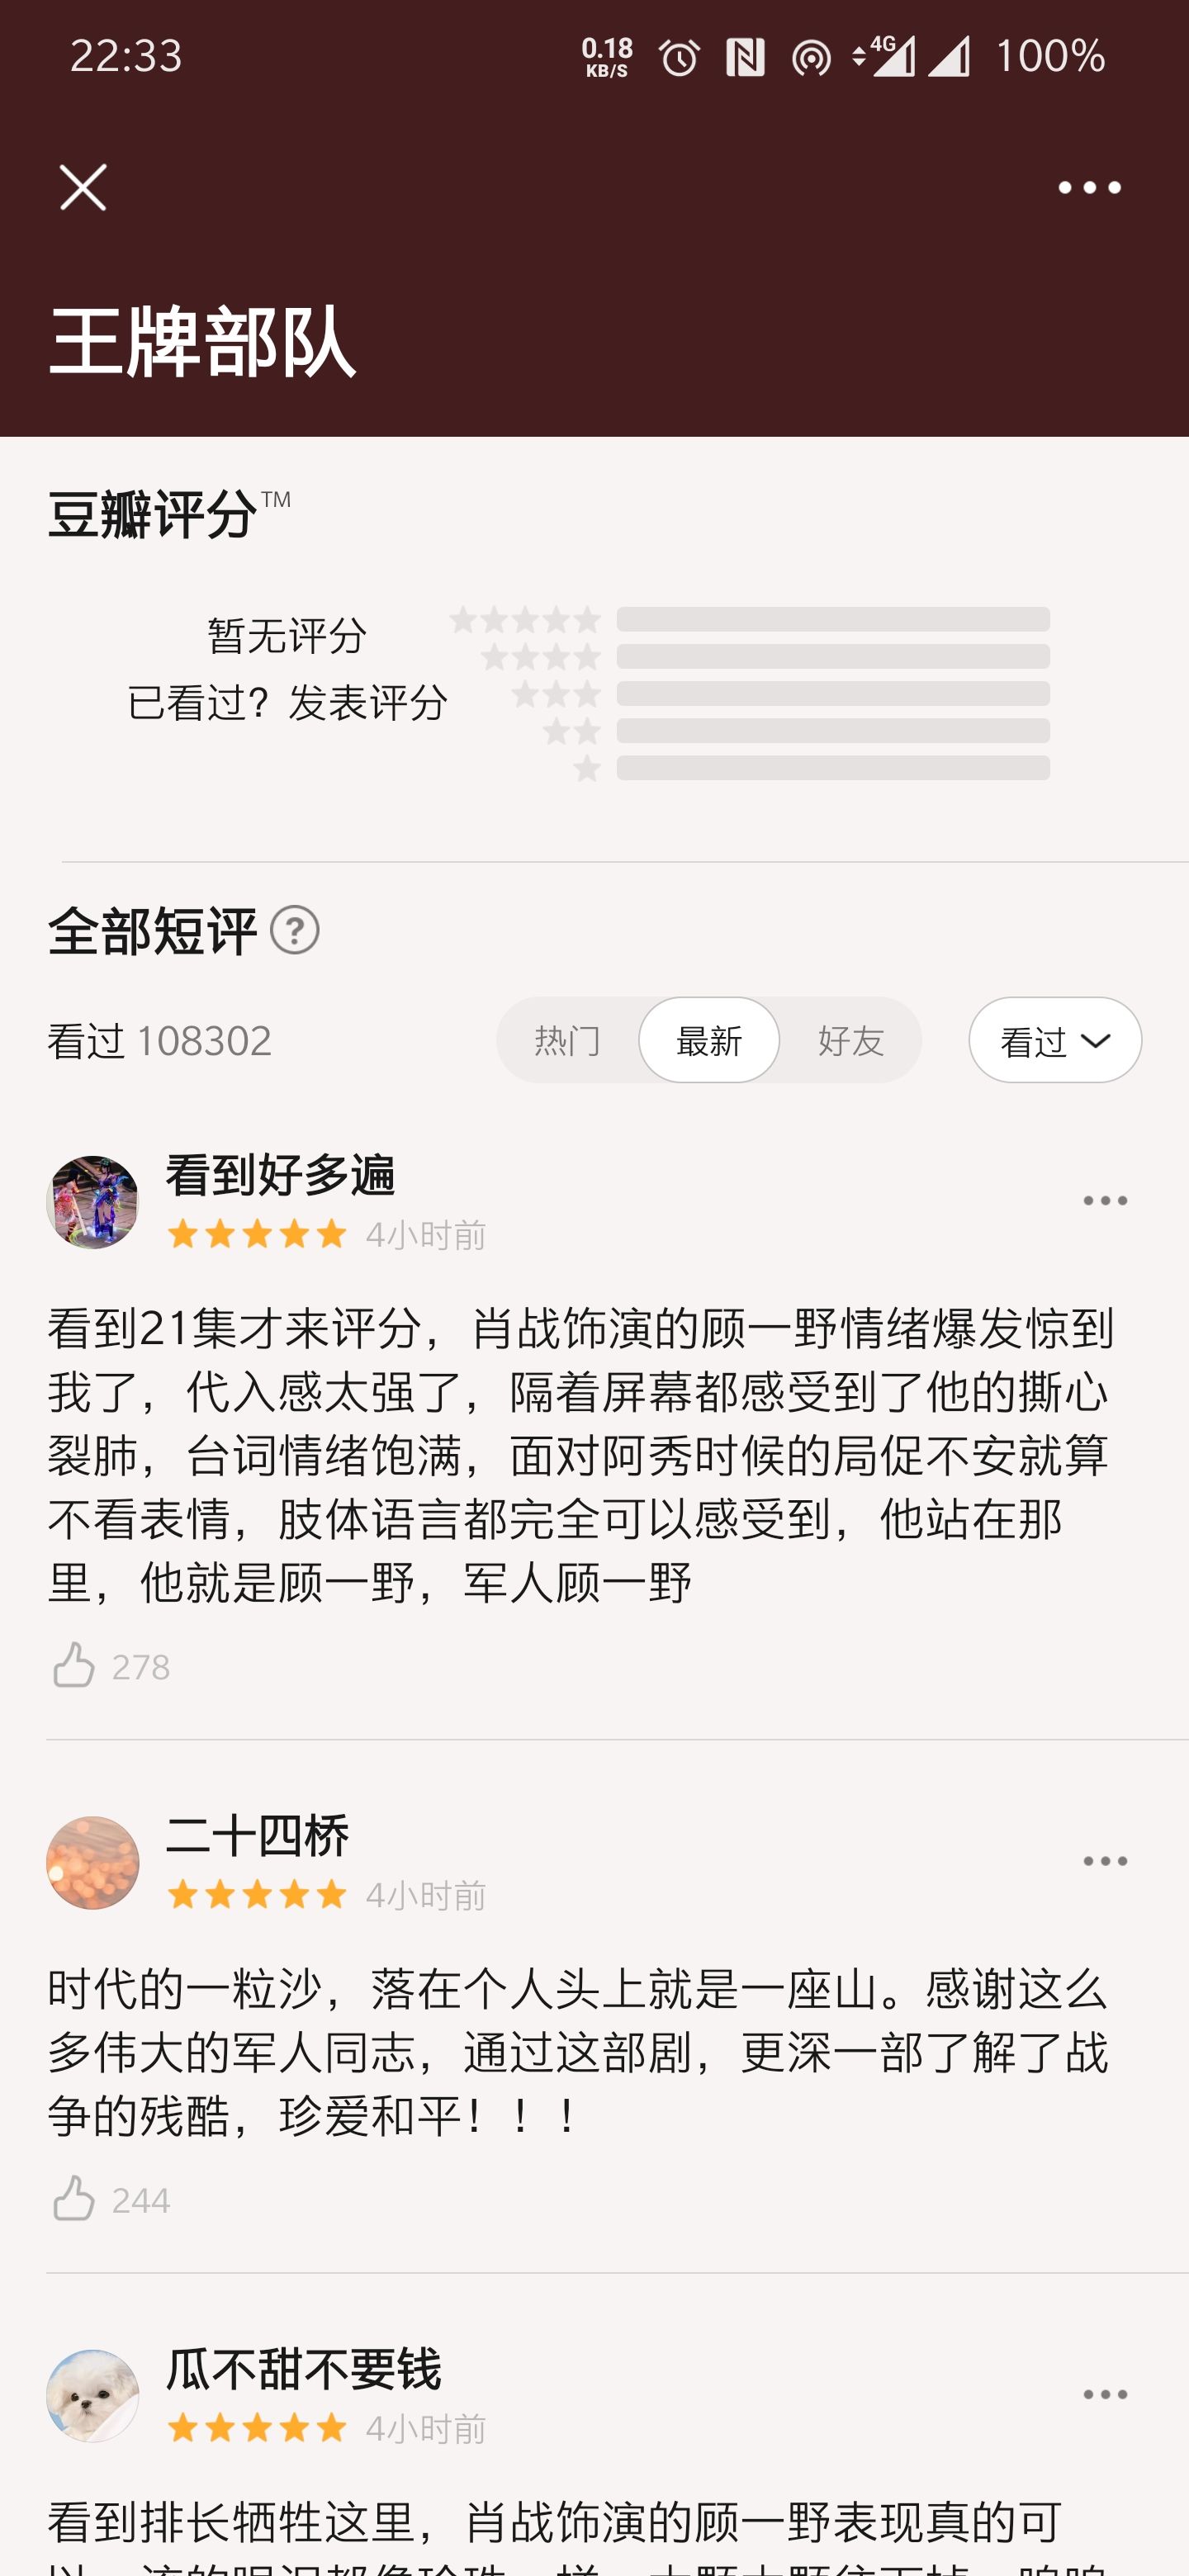 22:33
0.18
KB/S
4G
100%
王牌部队
豆瓣评分™
暂无评分
已看过？发表评分
全部短评 ?
看过 108302
热门
最新
好友
看过
看到好多遍
4小时前
看到21集才来评分，肖战饰演的顾一野情绪爆发惊到
我了，代入感太强了，隔着屏幕都感受到了他的撕心
裂肺，台词情绪饱满，面对阿秀时候的局促不安就算
不看表情，肢体语言都完全可以感受到，他站在那
里，他就是顾一野，军人顾一野
278
二十四桥
4小时前
时代的一粒沙，落在个人头上就是一座山。感谢这么
多伟大的军人同志，通过这部剧，更深一部了解了战
争的残酷，珍爱和平！！！
244
瓜不甜不要钱
4小时前
看到排长牺牲这里，肖战饰演的顾一野表现真的可